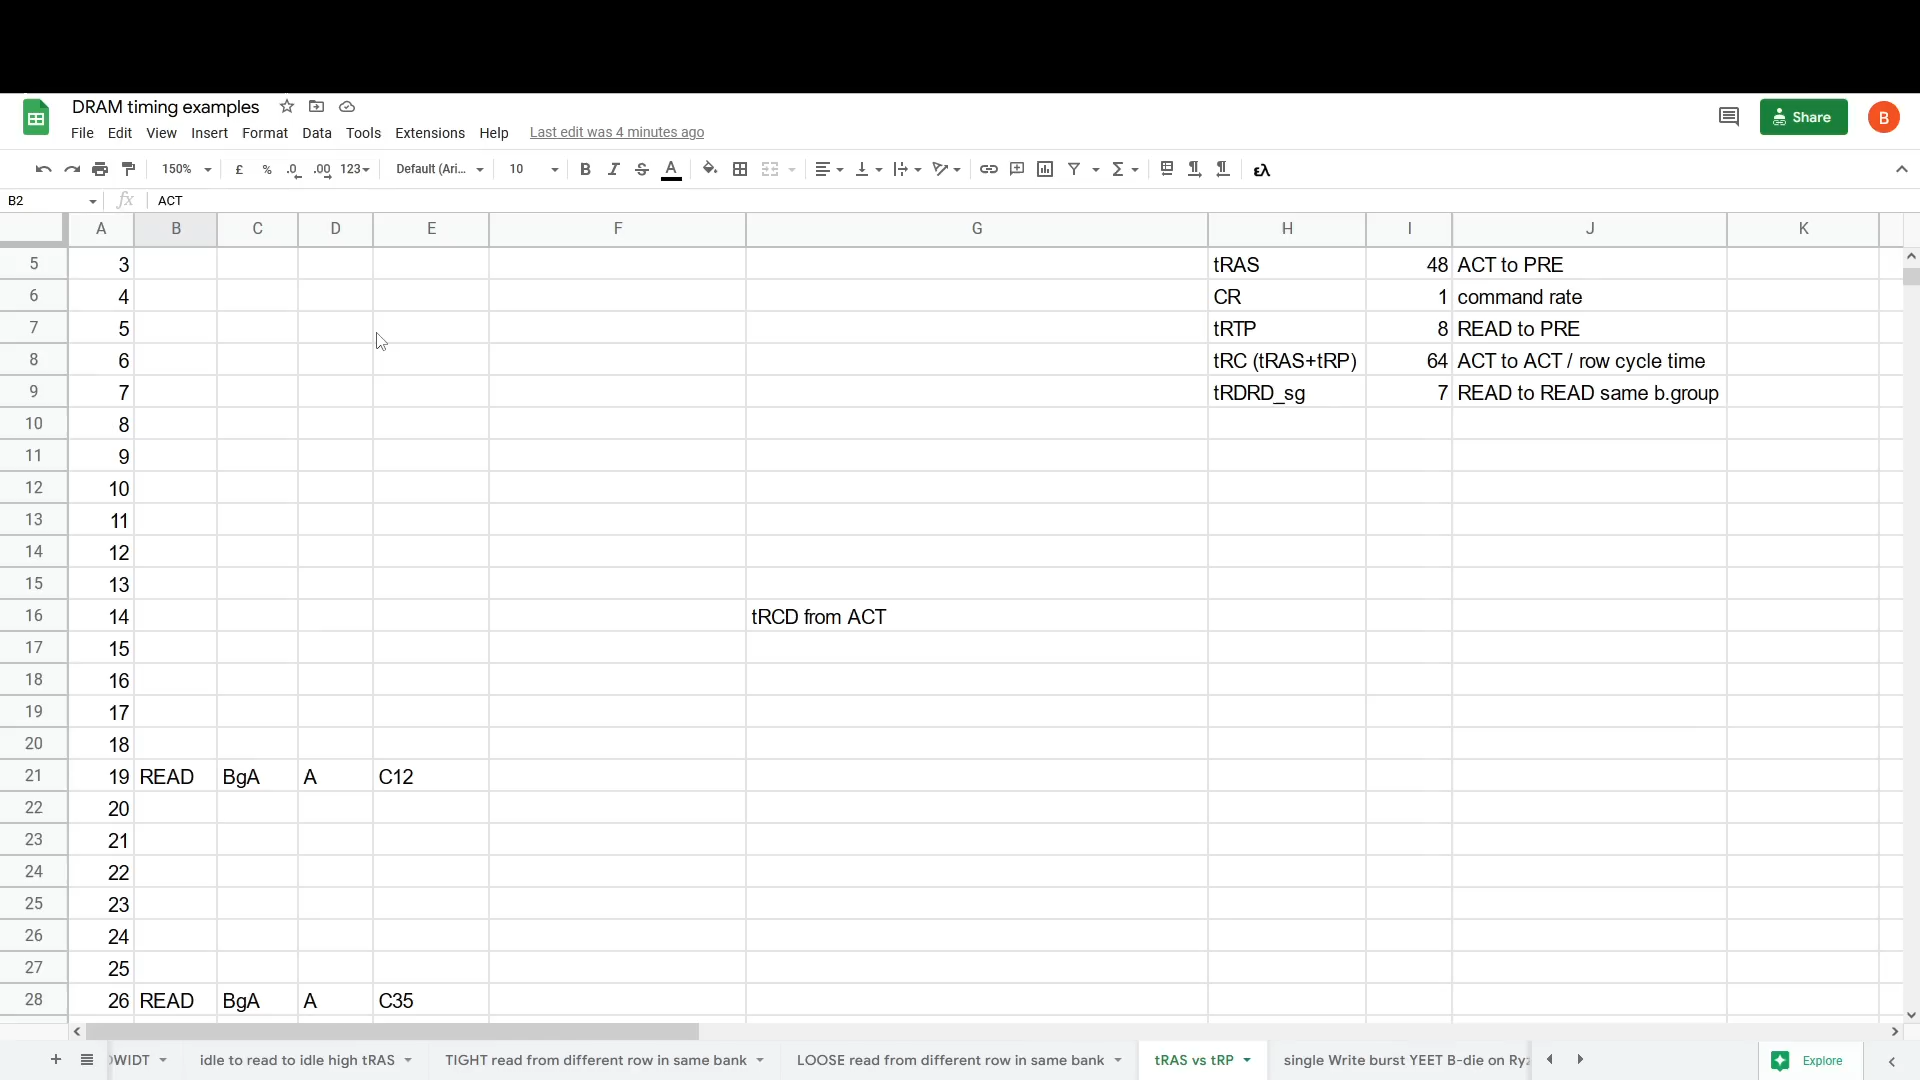 DRAM timing examples
File Edit View Insert Format Data Tools Extensions Help Last edit was 4 minutes ago
Share
B
150% £ % .0 .00 123 Default (Ari... 10 B I S A
B2 fx ACT
A B C D E F G H I J K
5 3 tRAS 48 ACT to PRE
6 4 CR 1 command rate
7 5 tRTP 8 READ to PRE
8 6 tRC (tRAS+tRP) 64 ACT to ACT / row cycle time
9 7 tRDRD_sg 7 READ to READ same b.group
10 8
11 9
12 10
13 11
14 12
15 13
16 14 tRCD from ACT
17 15
18 16
19 17
20 18
21 19 READ BgA A C12
22 20
23 21
24 22
25 23
26 24
27 25
28 26 READ BgA A C35
idle to read to idle high tRAS TIGHT read from different row in same bank LOOSE read from different row in same bank tRAS vs tRP single Write burst YEET B-die on Explore